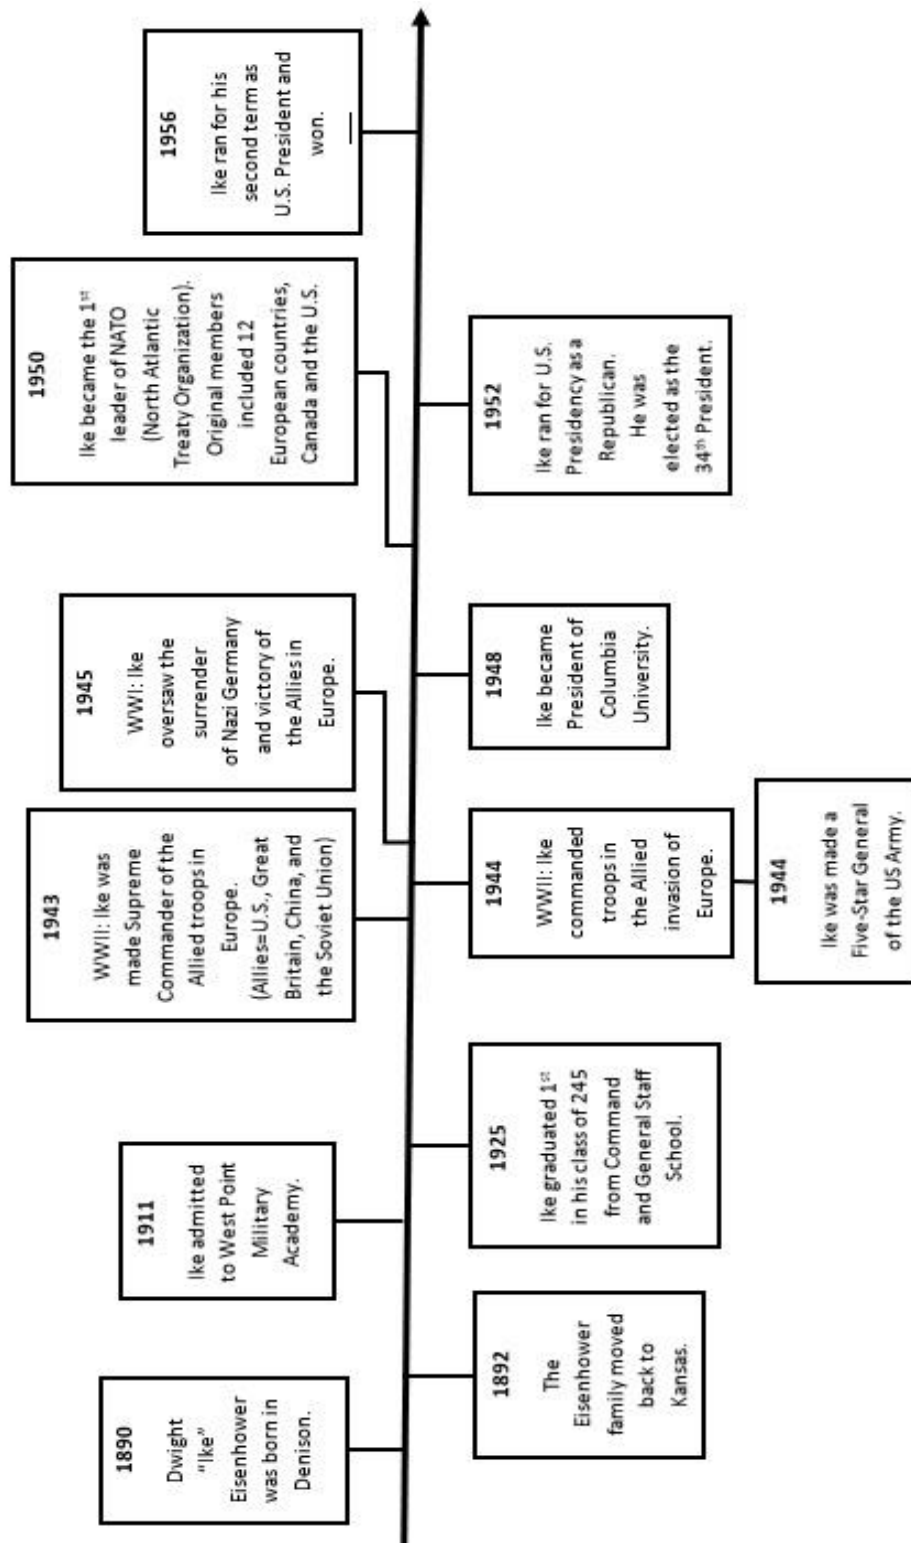 1890
Dwight
“Ike”
Eisenhower
was born in
Denison.
1892
The
Eisenhower
family moved
back to
Kansas.
1911
Ike admitted
to West Point
Military
Academy.
1925
Ike graduated 1st
in his class of 245
from Command
and General Staff
School.
1943
WWII: Ike was
made Supreme
Commander of the
Allied troops in
Europe.
(Allies=U.S., Great
Britain, China, and
the Soviet Union)
1944
WWII: Ike
commanded
troops in
the Allied
invasion of
Europe.
1944
Ike was made a
Five-Star General
of the US Army.
1945
WWI: Ike
oversaw the
surrender
of Nazi Germany
and victory of
the Allies in
Europe.
1948
Ike became
President of
Columbia
University.
1950
Ike became the 1st
leader of NATO
(North Atlantic
Treaty Organization).
Original members
included 12
European countries,
Canada and the U.S.
1952
Ike ran for U.S.
Presidency as a
Republican.
He was
elected as the
34th President.
1956
Ike ran for his
second term as
U.S. President and
won.